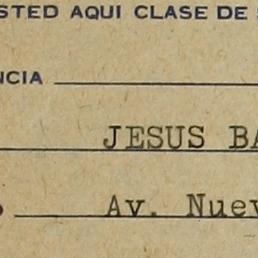 STED AQUI CLASE DE
NCIA
JESUS BA
Av. Nuev